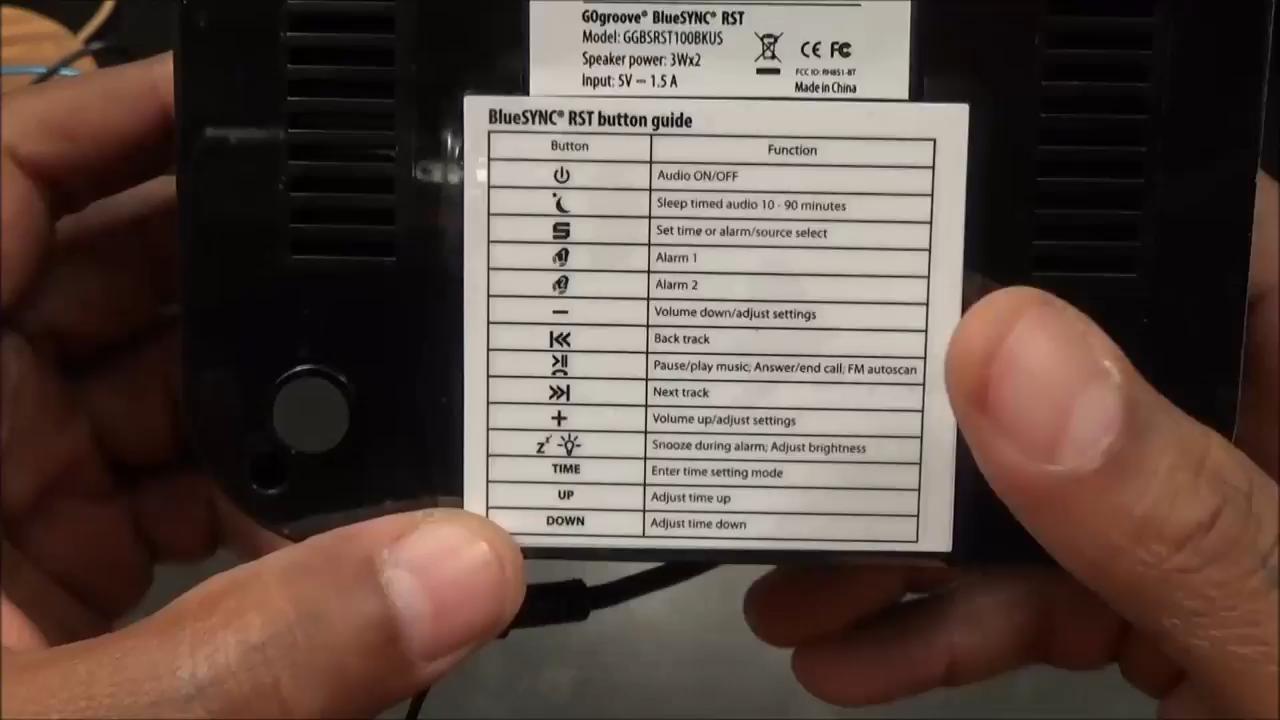 GOgroove® BlueSYNC® RST
Model: GGBSRST100BKUS
Speaker power: 3Wx2
Input: 5V ⎓ 1.5 A
CE FC
FCC ID: RH851-BT
Made in China
BlueSYNC® RST button guide
Button Function
Audio ON/OFF
Sleep timed audio 10 - 90 minutes
S Set time or alarm/source select
1 Alarm 1
2 Alarm 2
− Volume down/adjust settings
Back track
Pause/play music; Answer/end call; FM autoscan
Next track
+ Volume up/adjust settings
zzz Snooze during alarm; Adjust brightness
TIME Enter time setting mode
UP Adjust time up
DOWN Adjust time down